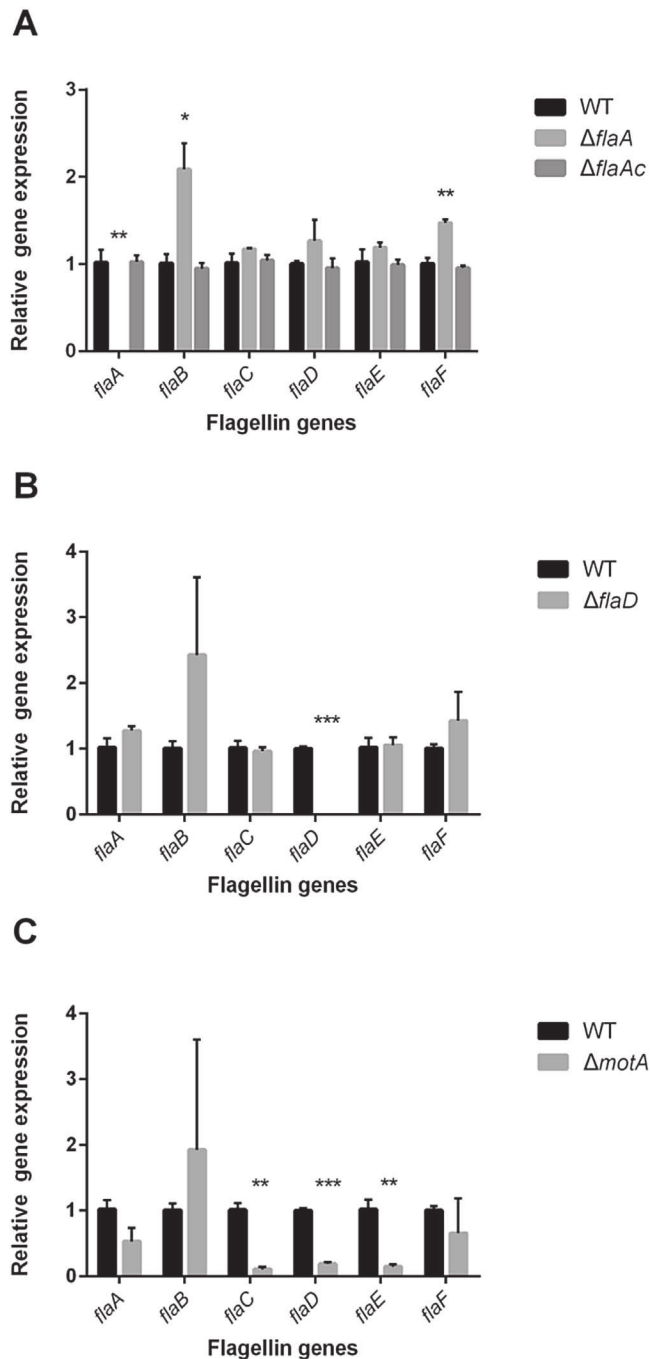 A
Relative gene expression
3
2
1
0
*
**
**
WT
ΔflaA
ΔflaAc
flaA
flaB
flaC
flaD
flaE
flaF
Flagellin genes
B
Relative gene expression
4
3
2
1
0
***
WT
ΔflaD
flaA
flaB
flaC
flaD
flaE
flaF
Flagellin genes
C
Relative gene expression
4
3
2
1
0
**
***
**
WT
ΔmotA
flaA
flaB
flaC
flaD
flaE
flaF
Flagellin genes